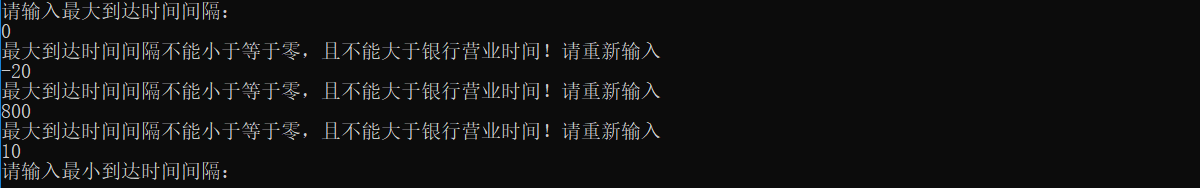 请输入最大到达时间间隔：
0
最大到达时间间隔不能小于等于零，且不能大于银行营业时间！请重新输入
-20
最大到达时间间隔不能小于等于零，且不能大于银行营业时间！请重新输入
800
最大到达时间间隔不能小于等于零，且不能大于银行营业时间！请重新输入
10
请输入最小到达时间间隔：